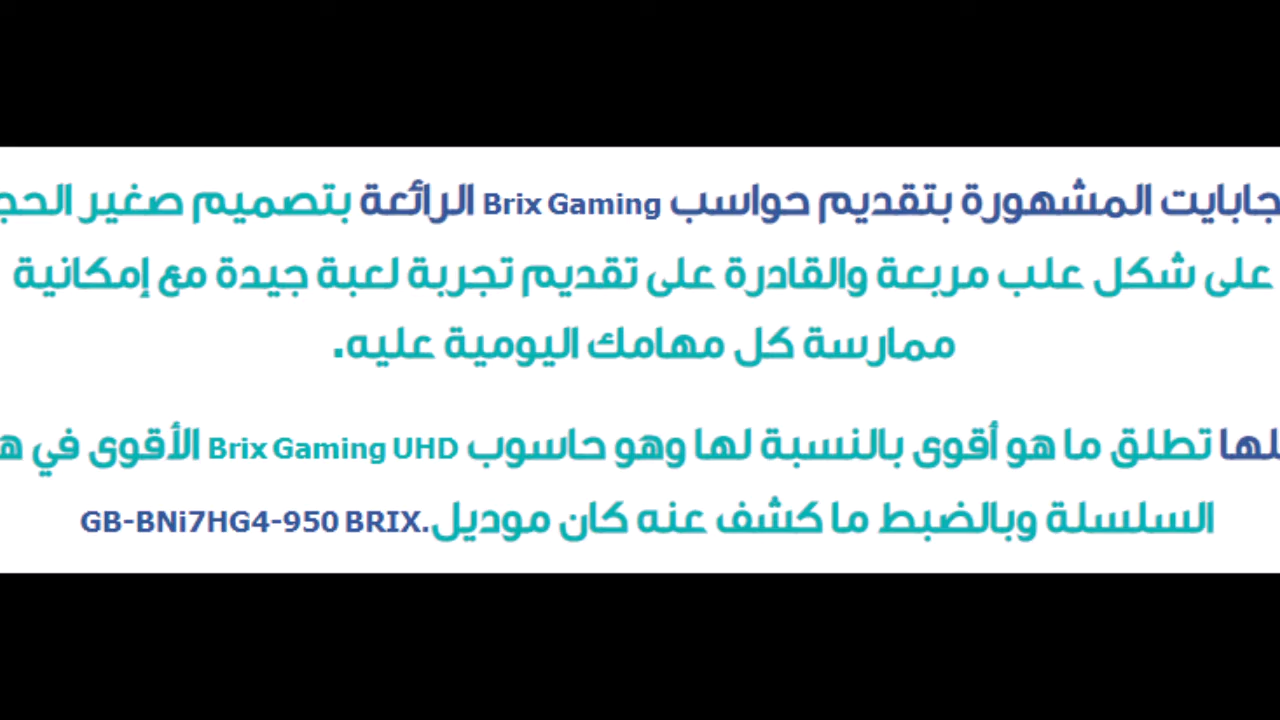 جابايت المشهورة بتقديم حواسب Brix Gaming الرائعة بتصميم صغير الحج
على شكل علب مربعة والقادرة على تقديم تجربة لعبة جيدة مع إمكانية
ممارسة كل مهامك اليومية عليه.
لها تطلق ما هو أقوى بالنسبة لها وهو حاسوب Brix Gaming UHD الأقوى في ه
السلسلة وبالضبط ما كشف عنه كان موديل.GB-BNi7HG4-950 BRIX